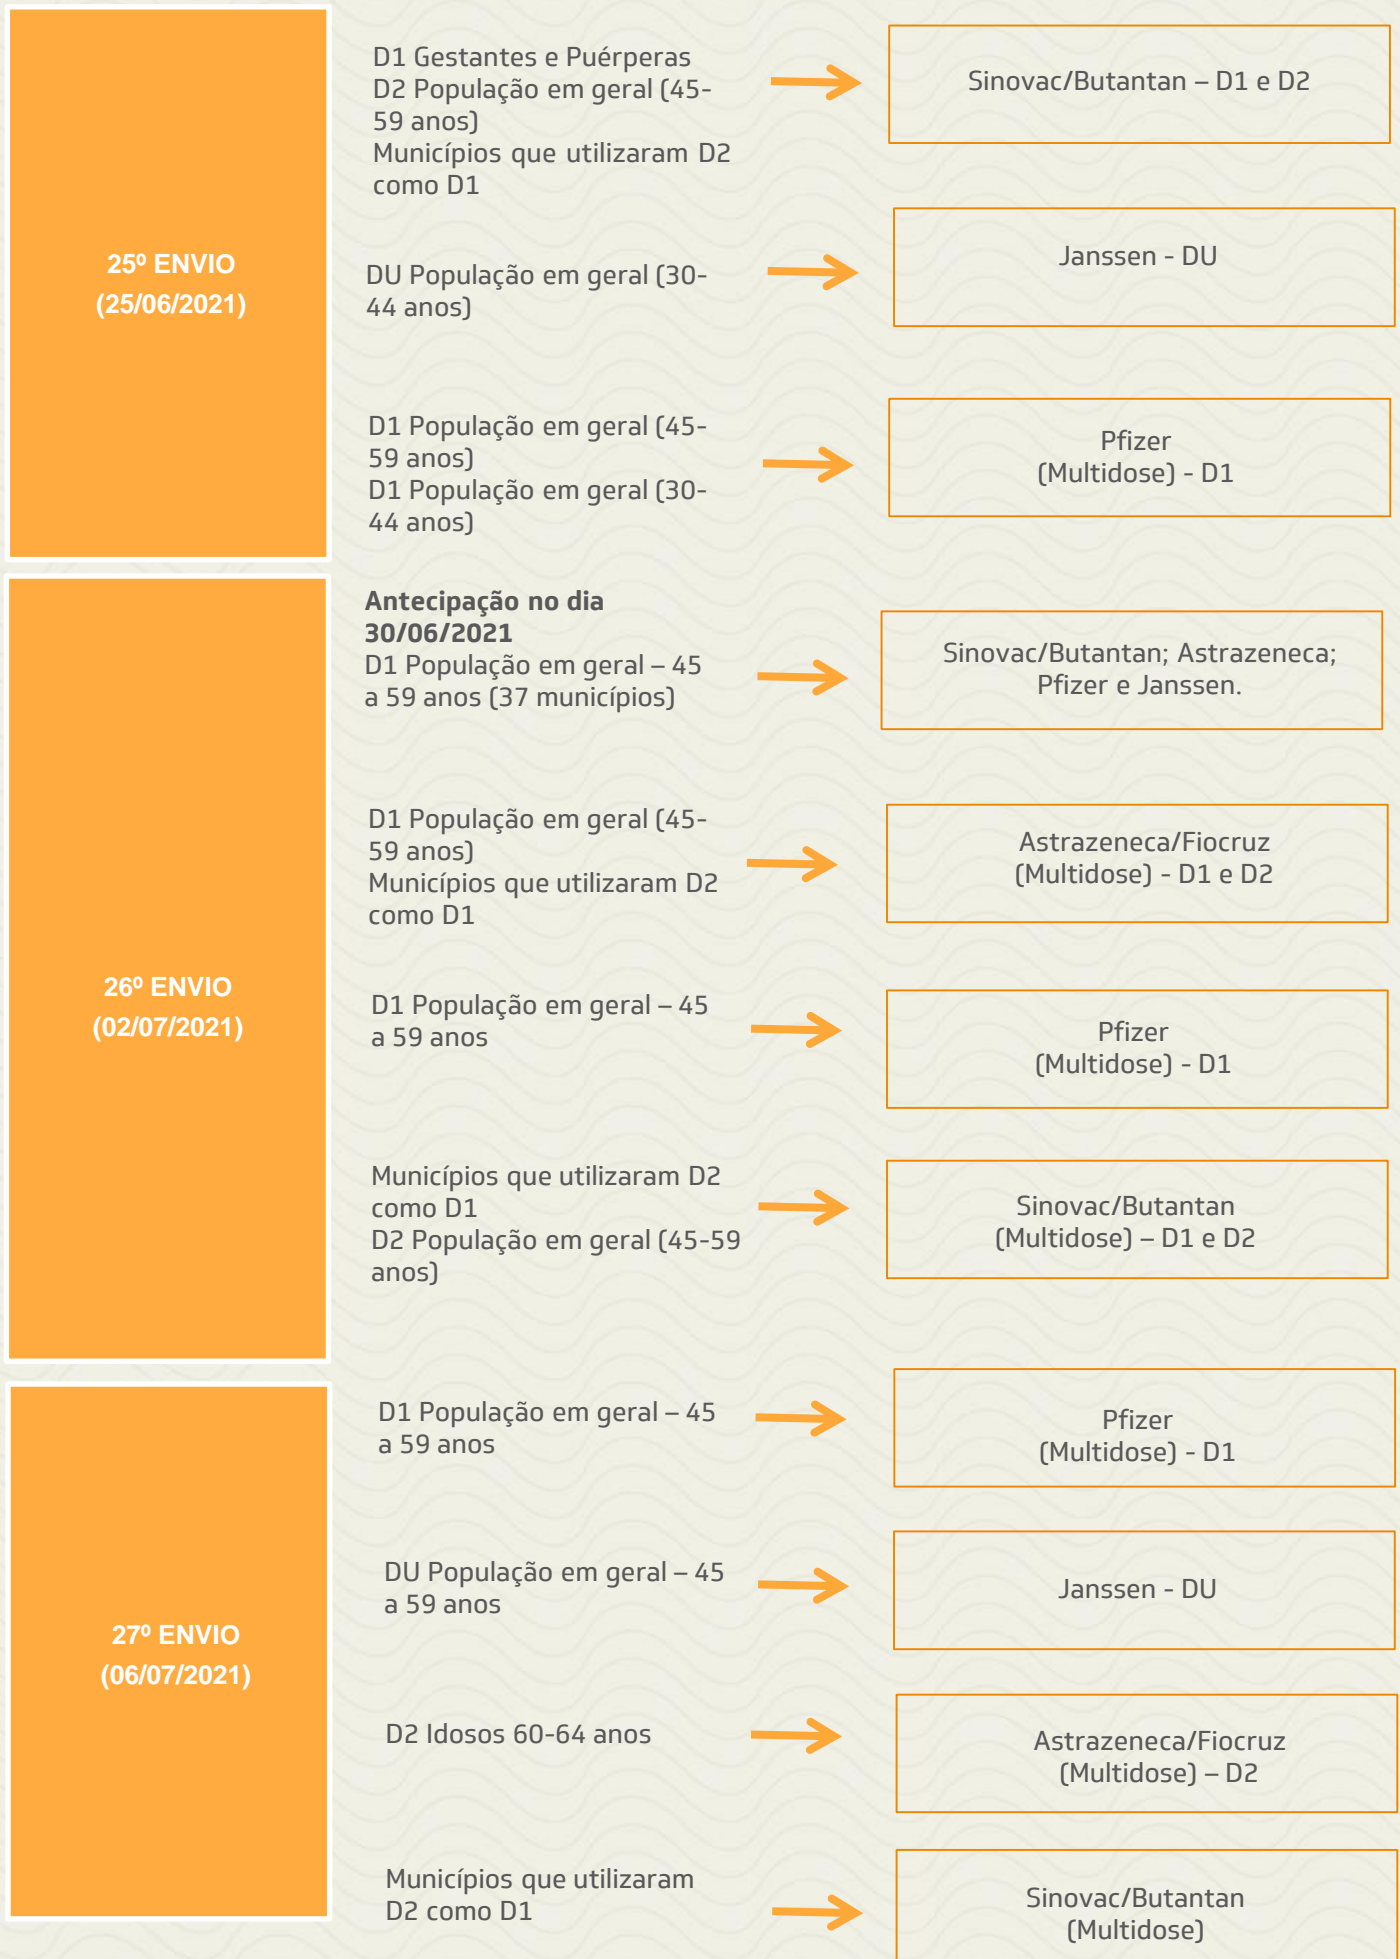 25º ENVIO
(25/06/2021)
D1 Gestantes e Puérperas
D2 População em geral (45-
59 anos)
Municípios que utilizaram D2
como D1
Sinovac/Butantan – D1 e D2
DU População em geral (30-
44 anos)
Janssen - DU
D1 População em geral (45-
59 anos)
D1 População em geral (30-
44 anos)
Pfizer
(Multidose) - D1
26º ENVIO
(02/07/2021)
Antecipação no dia
30/06/2021
D1 População em geral – 45
a 59 anos (37 municípios)
Sinovac/Butantan; Astrazeneca;
Pfizer e Janssen.
D1 População em geral (45-
59 anos)
Municípios que utilizaram D2
como D1
Astrazeneca/Fiocruz
(Multidose) - D1 e D2
D1 População em geral – 45
a 59 anos
Pfizer
(Multidose) - D1
Municípios que utilizaram D2
como D1
D2 População em geral (45-59
anos)
Sinovac/Butantan
(Multidose) – D1 e D2
27º ENVIO
(06/07/2021)
D1 População em geral – 45
a 59 anos
Pfizer
(Multidose) - D1
DU População em geral – 45
a 59 anos
Janssen - DU
D2 Idosos 60-64 anos
Astrazeneca/Fiocruz
(Multidose) – D2
Municípios que utilizaram
D2 como D1
Sinovac/Butantan
(Multidose)